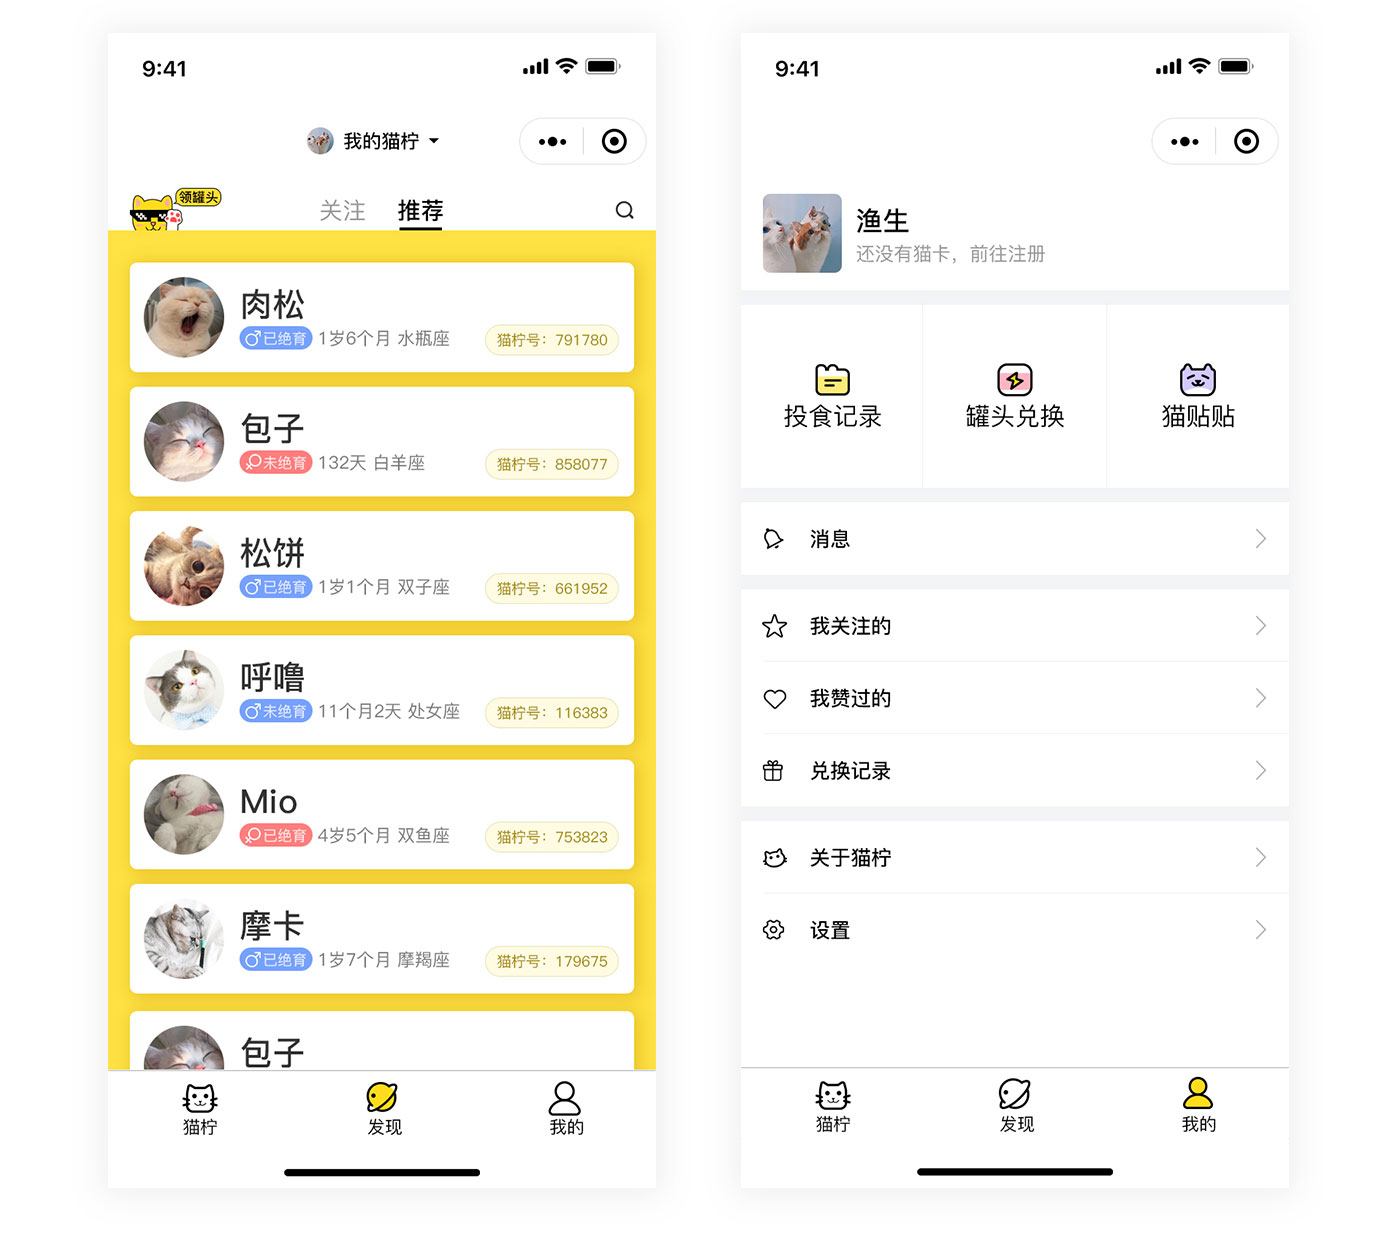 9:41
我的猫柠
领罐头
关注 推荐
肉松
已绝育 1岁6个月 水瓶座 猫柠号：791780
包子
未绝育 132天 白羊座 猫柠号：858077
松饼
已绝育 1岁1个月 双子座 猫柠号：661952
呼噜
未绝育 11个月2天 处女座 猫柠号：116383
Mio
已绝育 4岁5个月 双鱼座 猫柠号：753823
摩卡
已绝育 1岁7个月 摩羯座 猫柠号：179675
包子
猫柠 发现 我的
9:41
渔生
还没有猫卡，前往注册
投食记录 罐头兑换 猫贴贴
消息
我关注的
我赞过的
兑换记录
关于猫柠
设置
猫柠 发现 我的